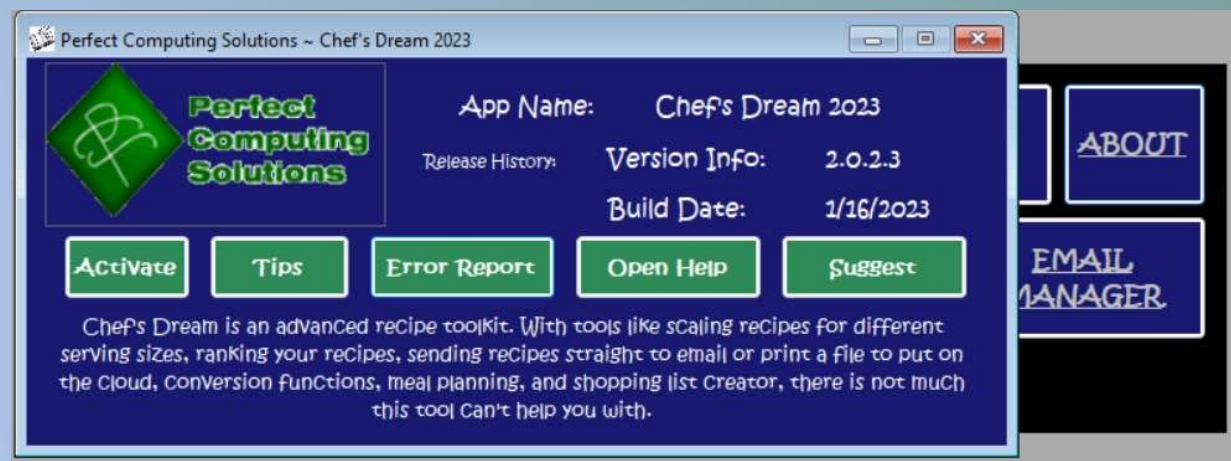 Perfect Computing Solutions ~ Chef's Dream 2023
Perfect
Computing
Solutions
App Name: Chef's Dream 2023
Release History: Version Info: 2.0.2.3
Build Date: 1/16/2023
Activate Tips Error Report Open Help Suggest
Chef's Dream is an advanced recipe toolkit. With tools like scaling recipes for different
serving sizes, ranking your recipes, sending recipes straight to email or print a file to put on
the cloud, conversion functions, meal planning, and shopping list creator, there is not much
this tool can't help you with.
ABOUT
EMAIL